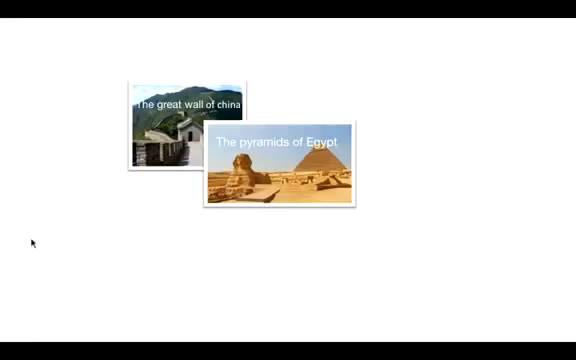 The great wall of china
The pyramids of Egypt